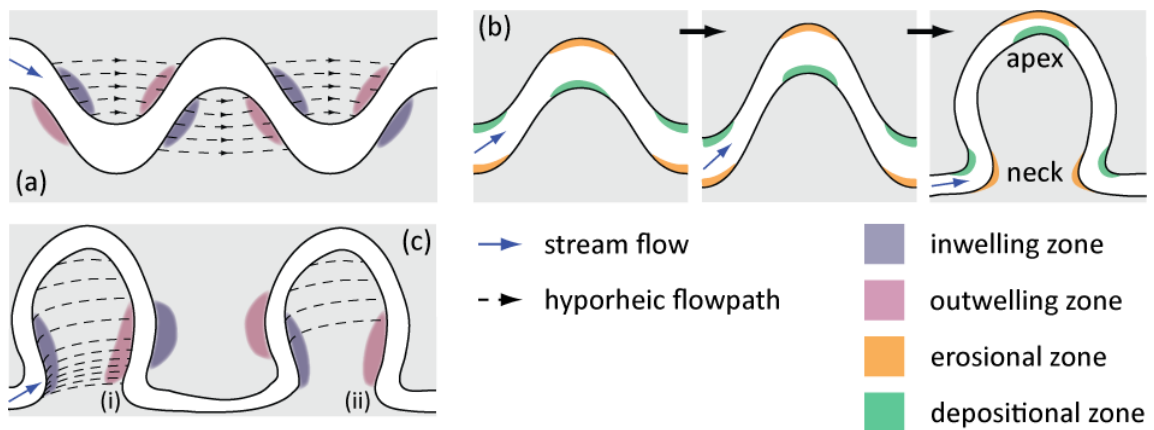 (a)
(b)
apex
neck
(c)
(i)
(ii)
stream flow
hyporheic flowpath
inwelling zone
outwelling zone
erosional zone
depositional zone